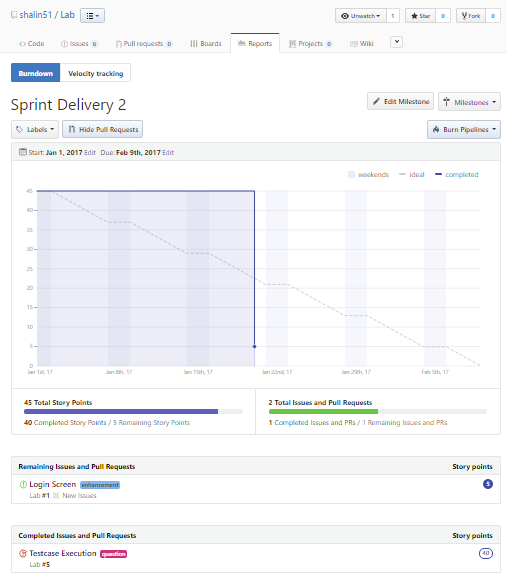 shalin51 / Lab
Unwatch 1 Star 0 Fork 0
Code Issues 6 Pull requests 0 Boards Reports Projects 0 Wiki
Burndown Velocity tracking
Sprint Delivery 2
Edit Milestone Milestones
Labels Hide Pull Requests Burn Pipelines
Start: Jan 1, 2017 Edit Due: Feb 9th, 2017 Edit
weekends ideal completed
45
40
35
30
25
20
15
10
5
0
Jan 1st, 17 Jan 8th, 17 Jan 15th, 17 Jan 22nd, 17 Jan 29th, 17 Feb 5th, 17
45 Total Story Points
40 Completed Story Points / 5 Remaining Story Points
2 Total Issues and Pull Requests
1 Completed Issues and PRs / 1 Remaining Issues and PRs
Remaining Issues and Pull Requests Story points
Login Screen enhancement 5
Lab #1 New Issues
Completed Issues and Pull Requests Story points
Testcase Execution question 40
Lab #5